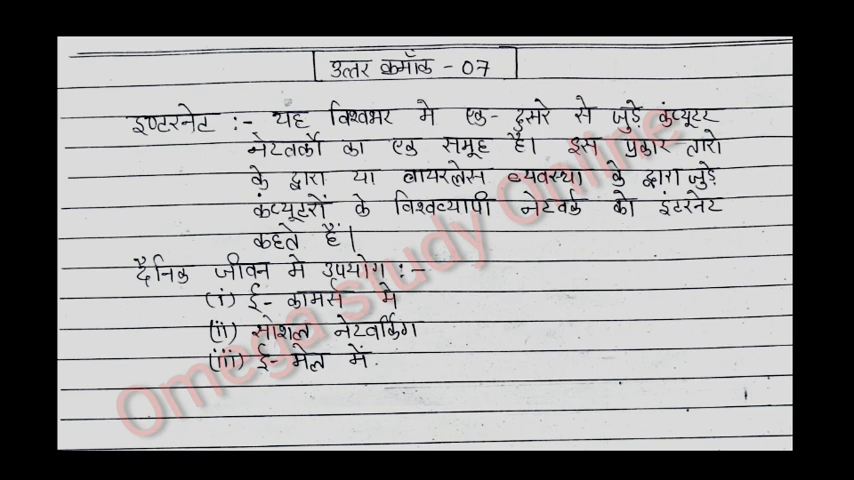 उत्तर क्रमाँक - 07
इण्टरनेट :- यह विश्वभर मे एक - दुसरे से जुड़े कंप्यूटर
नेटवर्को का एक समूह है। इस प्रकार तारो
के द्वारा या वायरलेस व्यवस्था के द्वारा जुड़े
कंप्यूटरों के विश्वव्यापी नेटवर्क को इंटरनेट
कहते हैं।
दैनिक जीवन मे उपयोग :-
(i) ई- कामर्स मे
(ii) सोशल नेटवर्किंग
(iii) ई- मेल में.
Omega study Online